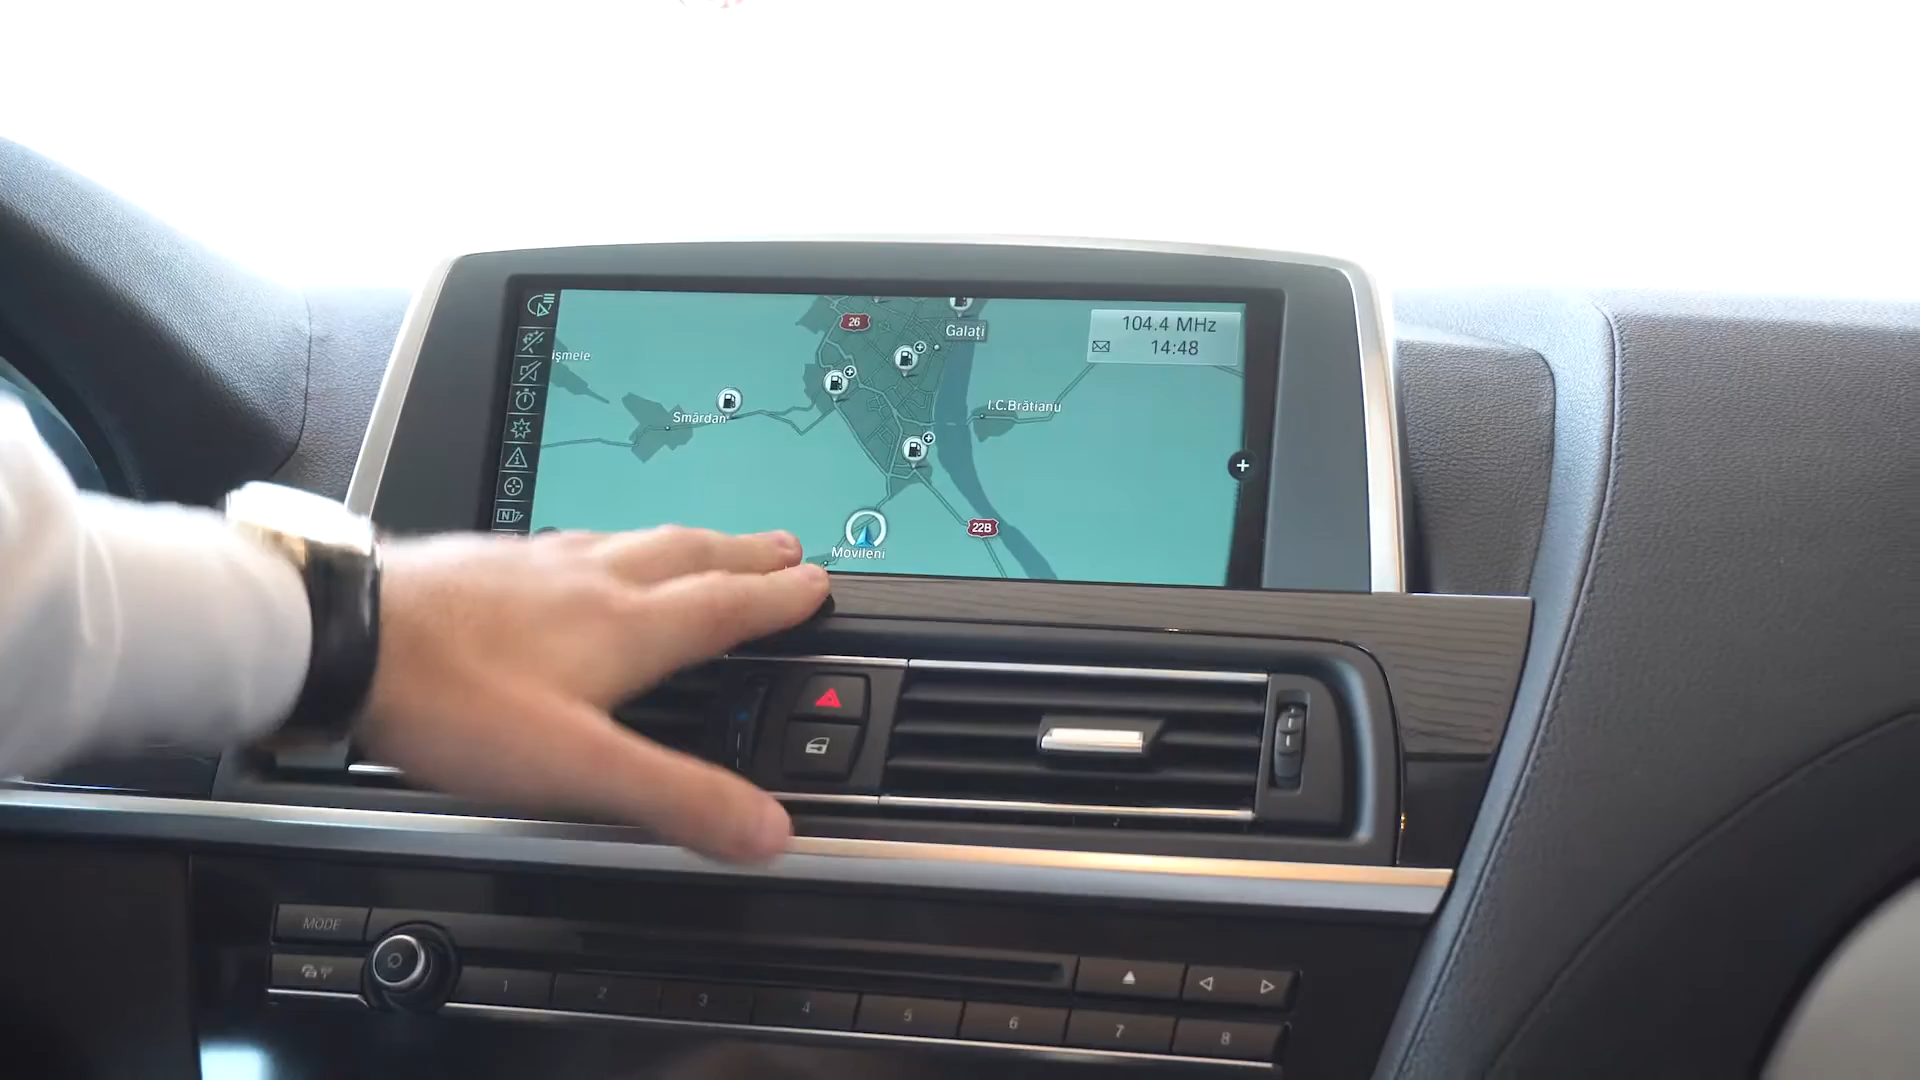 26
Galați
104.4 MHz
14:48
ișmele
Smârdan
I.C.Brătianu
N
22B
Movileni
MODE
1
2
3
4
5
6
7
8